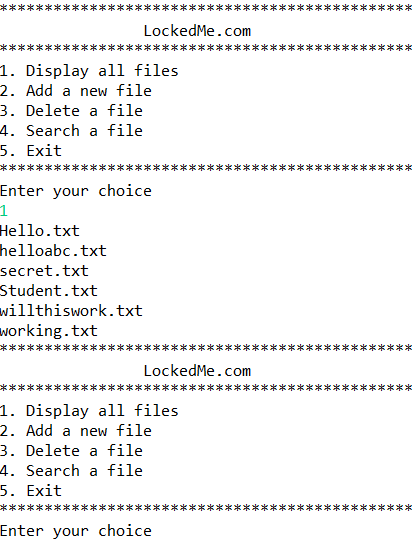 **********************************************
LockedMe.com
**********************************************
1. Display all files
2. Add a new file
3. Delete a file
4. Search a file
5. Exit
**********************************************
Enter your choice
1
Hello.txt
helloabc.txt
secret.txt
Student.txt
willthiswork.txt
working.txt
**********************************************
LockedMe.com
**********************************************
1. Display all files
2. Add a new file
3. Delete a file
4. Search a file
5. Exit
**********************************************
Enter your choice